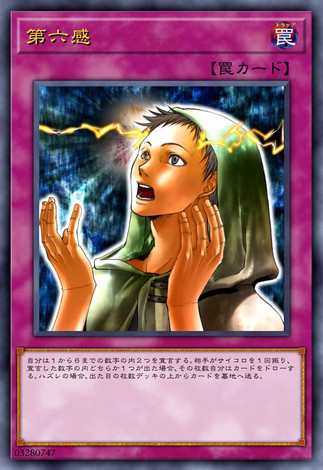 第六感
トラップ
罠
【罠カード】
自分は１から６までの数字の内２つを宣言する。相手がサイコロを１回振り、
宣言した数字の内どちらか１つが出た場合、その枚数自分はカードをドローす
る。ハズレの場合、出た目の枚数デッキの上からカードを墓地へ送る。
03280747